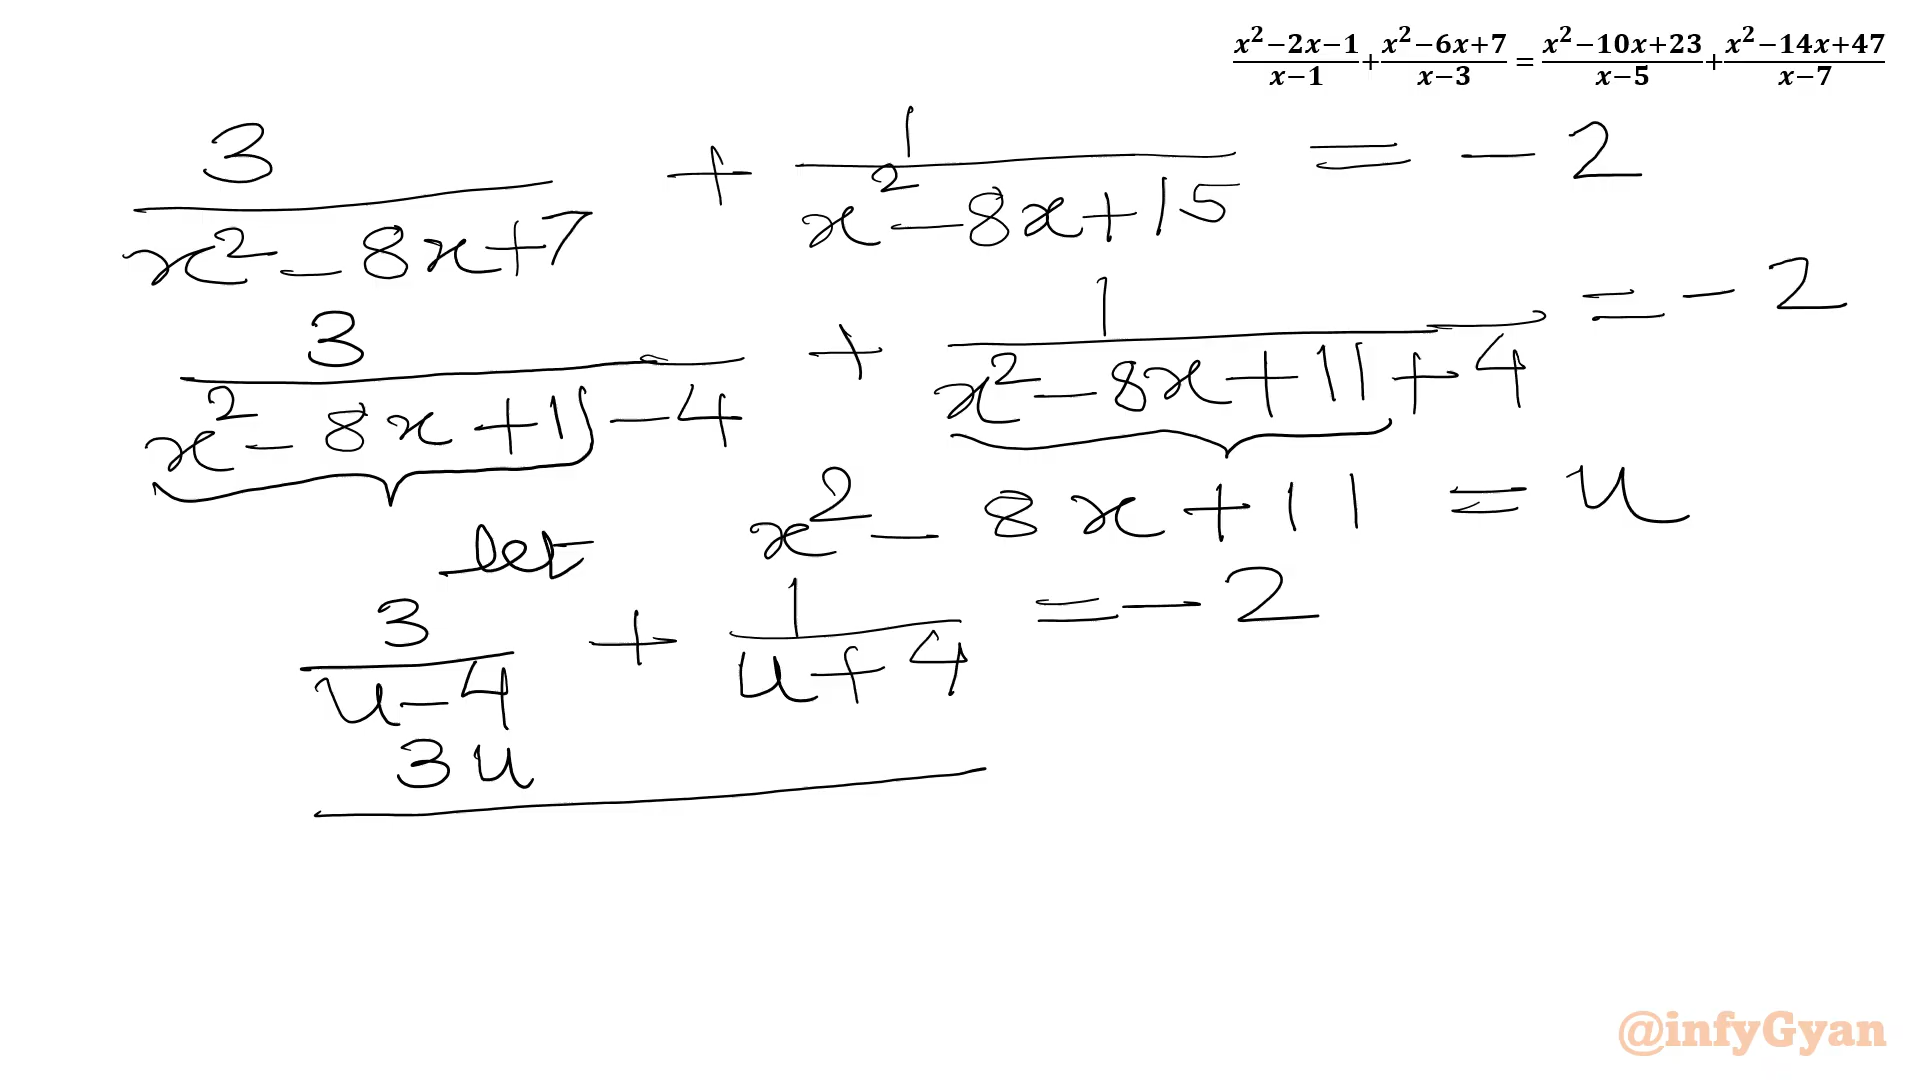 (x²−2x−1)/(x−1) + (x²−6x+7)/(x−3) = (x²−10x+23)/(x−5) + (x²−14x+47)/(x−7)
3/(x²−8x+7) + 1/(x²−8x+15) = −2
3/(x²−8x+11−4) + 1/(x²−8x+11+4) = −2
let x²−8x+11 = u
3/(u−4) + 1/(u+4) = −2
3u
@infyGyan